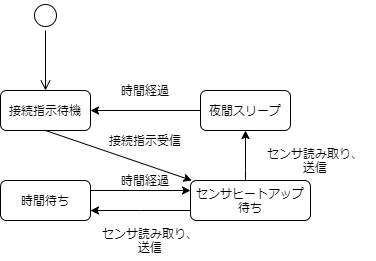 時間経過
接続指示待機
夜間スリープ
接続指示受信
センサ読み取り、
送信
時間経過
時間待ち
センサヒートアップ
待ち
センサ読み取り、
送信